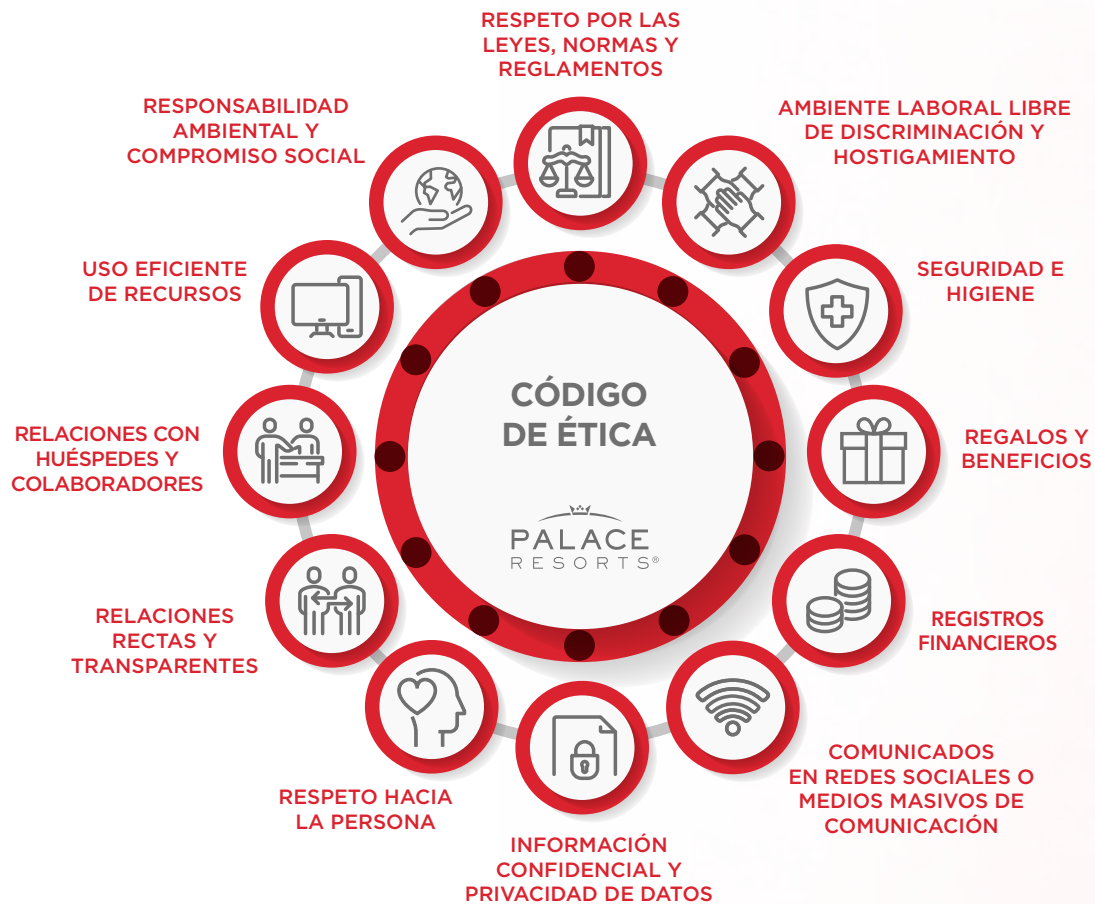 RESPETO POR LAS
LEYES, NORMAS Y
REGLAMENTOS
AMBIENTE LABORAL LIBRE
DE DISCRIMINACIÓN Y
HOSTIGAMIENTO
SEGURIDAD E
HIGIENE
REGALOS Y
BENEFICIOS
REGISTROS
FINANCIEROS
COMUNICADOS
EN REDES SOCIALES O
MEDIOS MASIVOS DE
COMUNICACIÓN
INFORMACIÓN
CONFIDENCIAL Y
PRIVACIDAD DE DATOS
RESPETO HACIA
LA PERSONA
RELACIONES
RECTAS Y
TRANSPARENTES
RELACIONES CON
HUÉSPEDES Y
COLABORADORES
USO EFICIENTE
DE RECURSOS
RESPONSABILIDAD
AMBIENTAL Y
COMPROMISO SOCIAL
CÓDIGO
DE ÉTICA
PALACE
RESORTS®